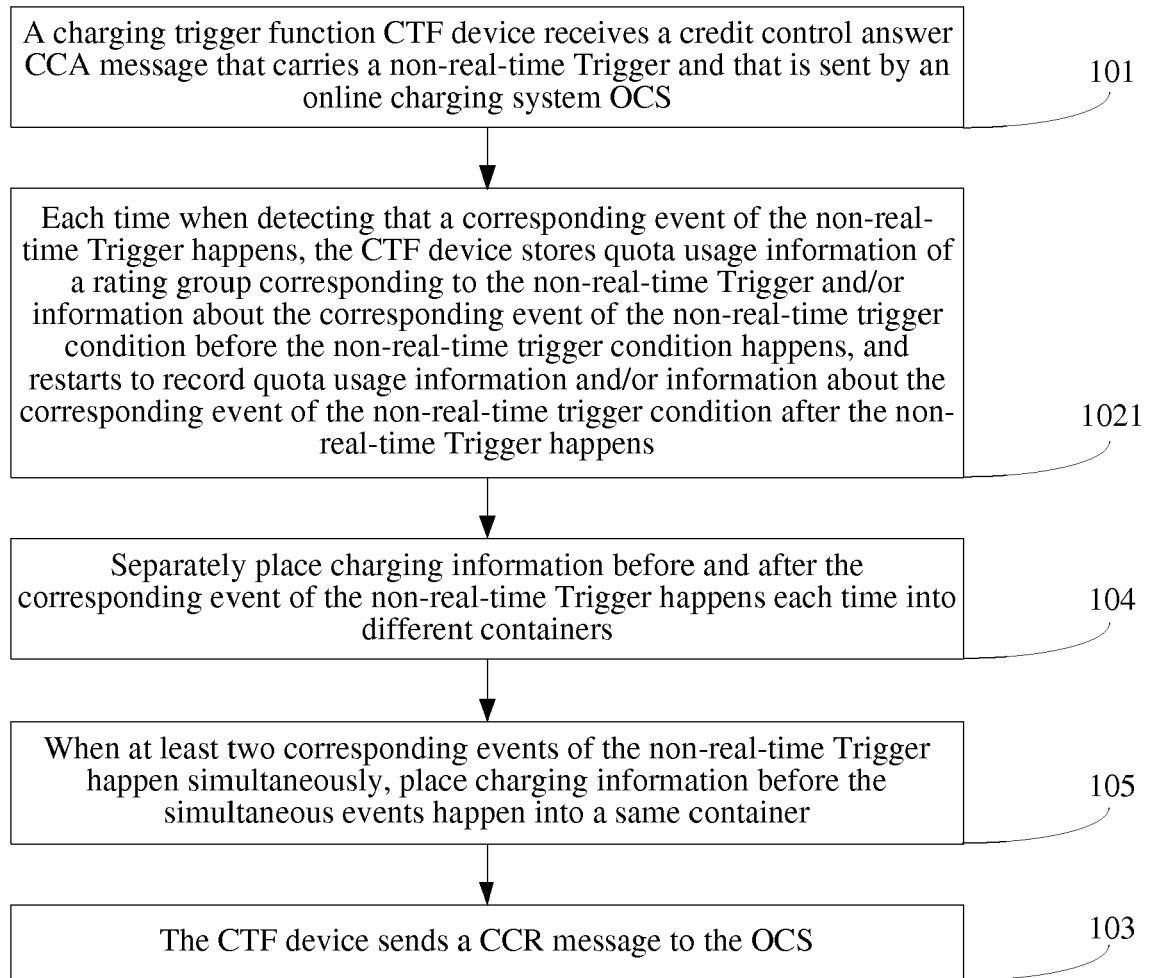 A charging trigger function CTF device receives a credit control answer
CCA message that carries a non-real-time Trigger and that is sent by an
online charging system OCS
101
Each time when detecting that a corresponding event of the non-real-
time Trigger happens, the CTF device stores quota usage information of
a rating group corresponding to the non-real-time Trigger and/or
information about the corresponding event of the non-real-time trigger
condition before the non-real-time trigger condition happens, and
restarts to record quota usage information and/or information about the
corresponding event of the non-real-time trigger condition after the non-
real-time Trigger happens
1021
Separately place charging information before and after the
corresponding event of the non-real-time Trigger happens each time into
different containers
104
When at least two corresponding events of the non-real-time Trigger
happen simultaneously, place charging information before the
simultaneous events happen into a same container
105
The CTF device sends a CCR message to the OCS
103